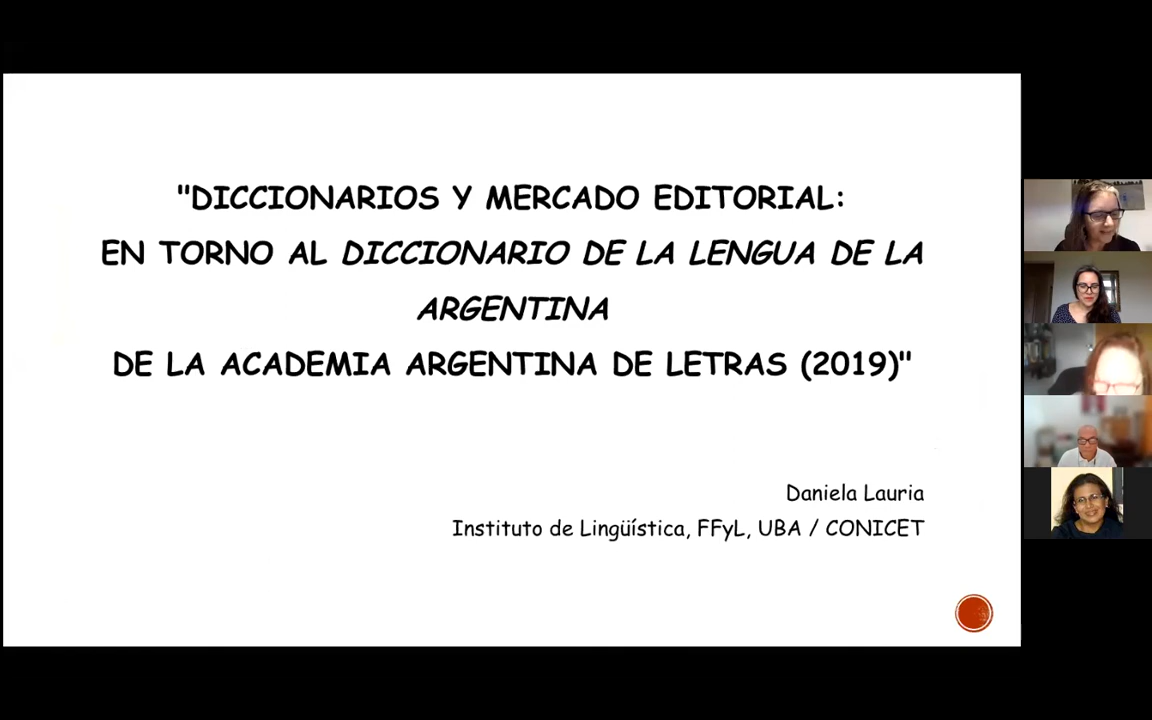 "DICCIONARIOS Y MERCADO EDITORIAL:
EN TORNO AL DICCIONARIO DE LA LENGUA DE LA
ARGENTINA
DE LA ACADEMIA ARGENTINA DE LETRAS (2019)"
Daniela Lauria
Instituto de Lingüística, FFyL, UBA / CONICET